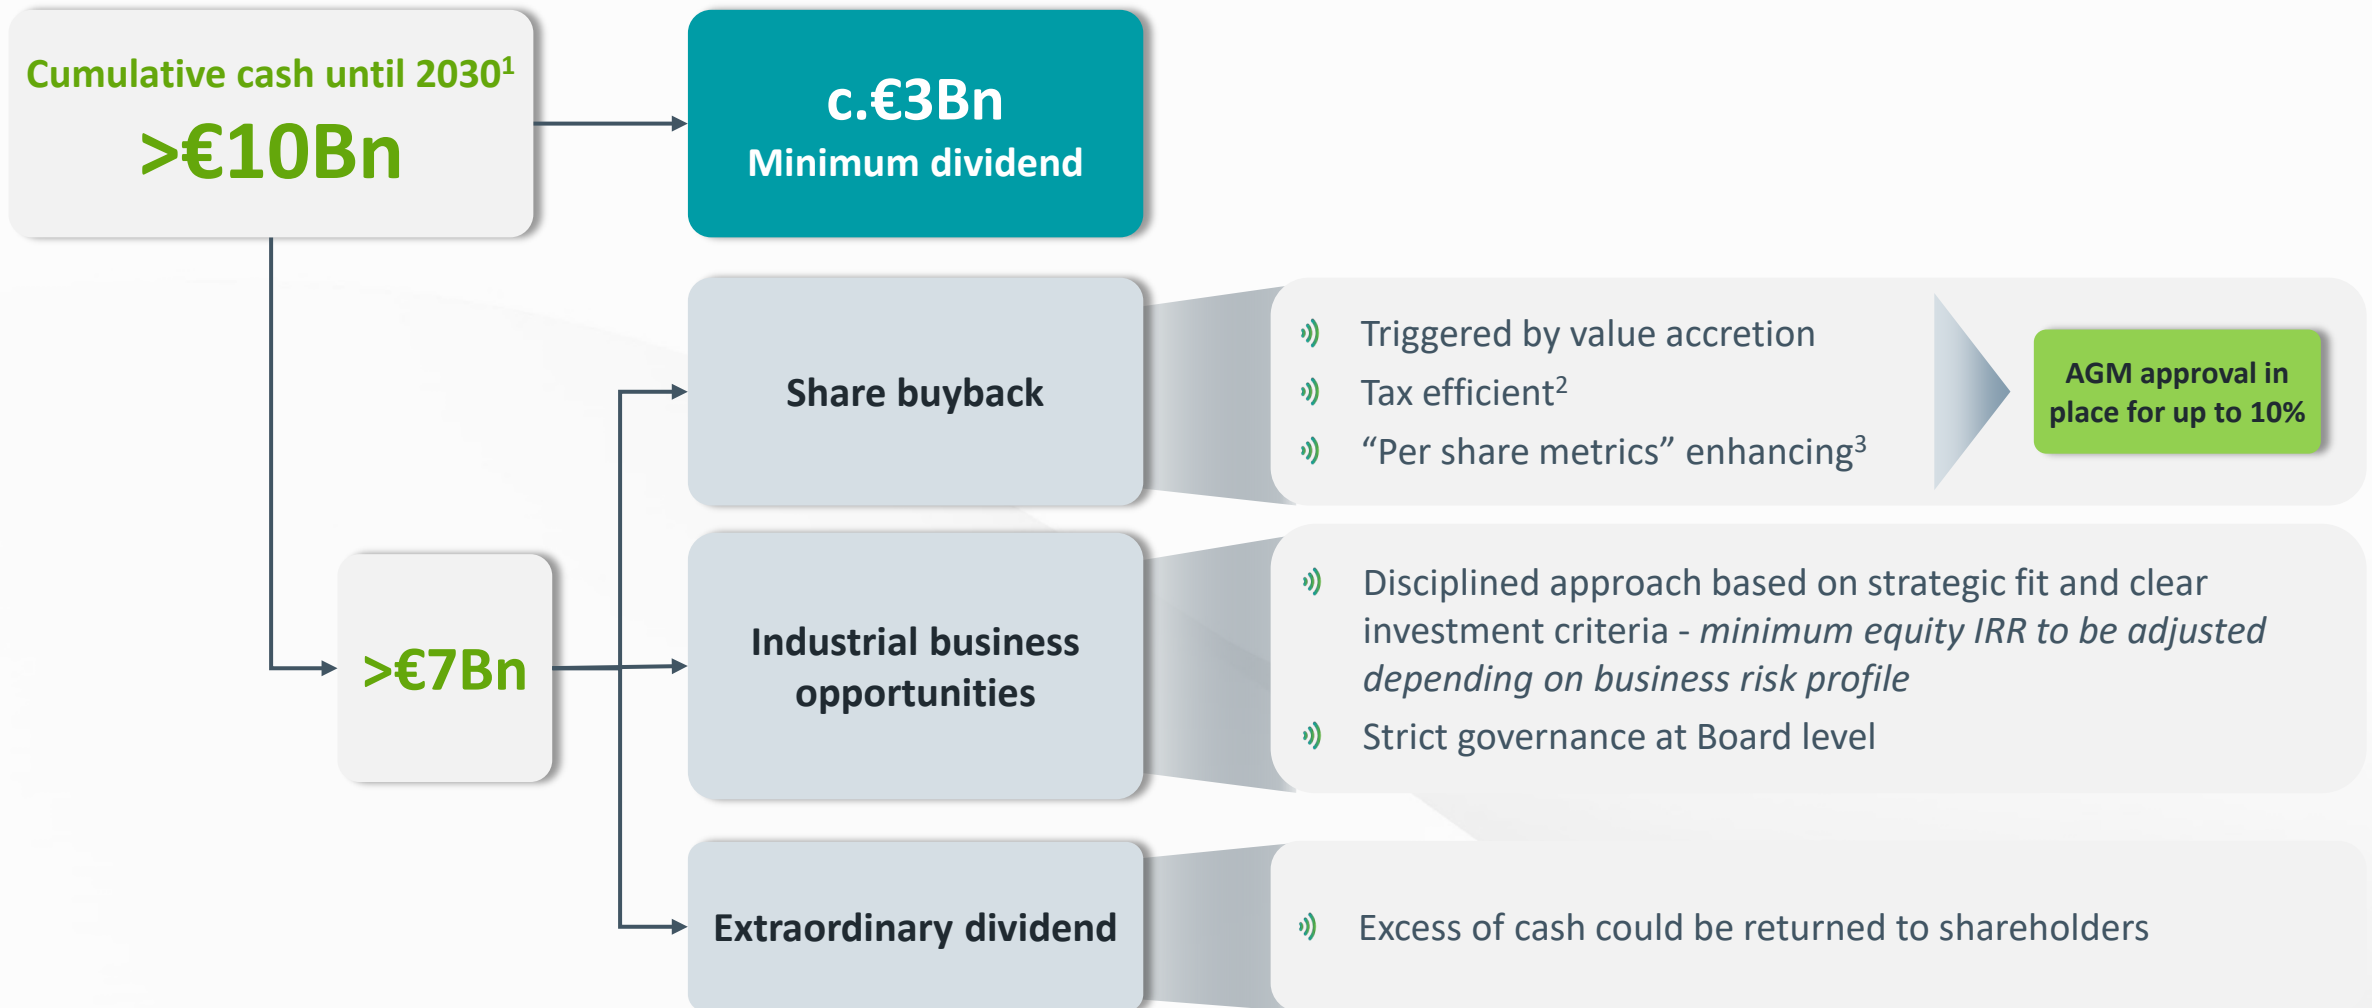 Cumulative cash until 2030¹
>€10Bn
c.€3Bn
Minimum dividend
Share buyback
Triggered by value accretion
Tax efficient²
“Per share metrics” enhancing³
AGM approval in
place for up to 10%
>€7Bn
Industrial business
opportunities
Disciplined approach based on strategic fit and clear
investment criteria - minimum equity IRR to be adjusted
depending on business risk profile
Strict governance at Board level
Extraordinary dividend
Excess of cash could be returned to shareholders